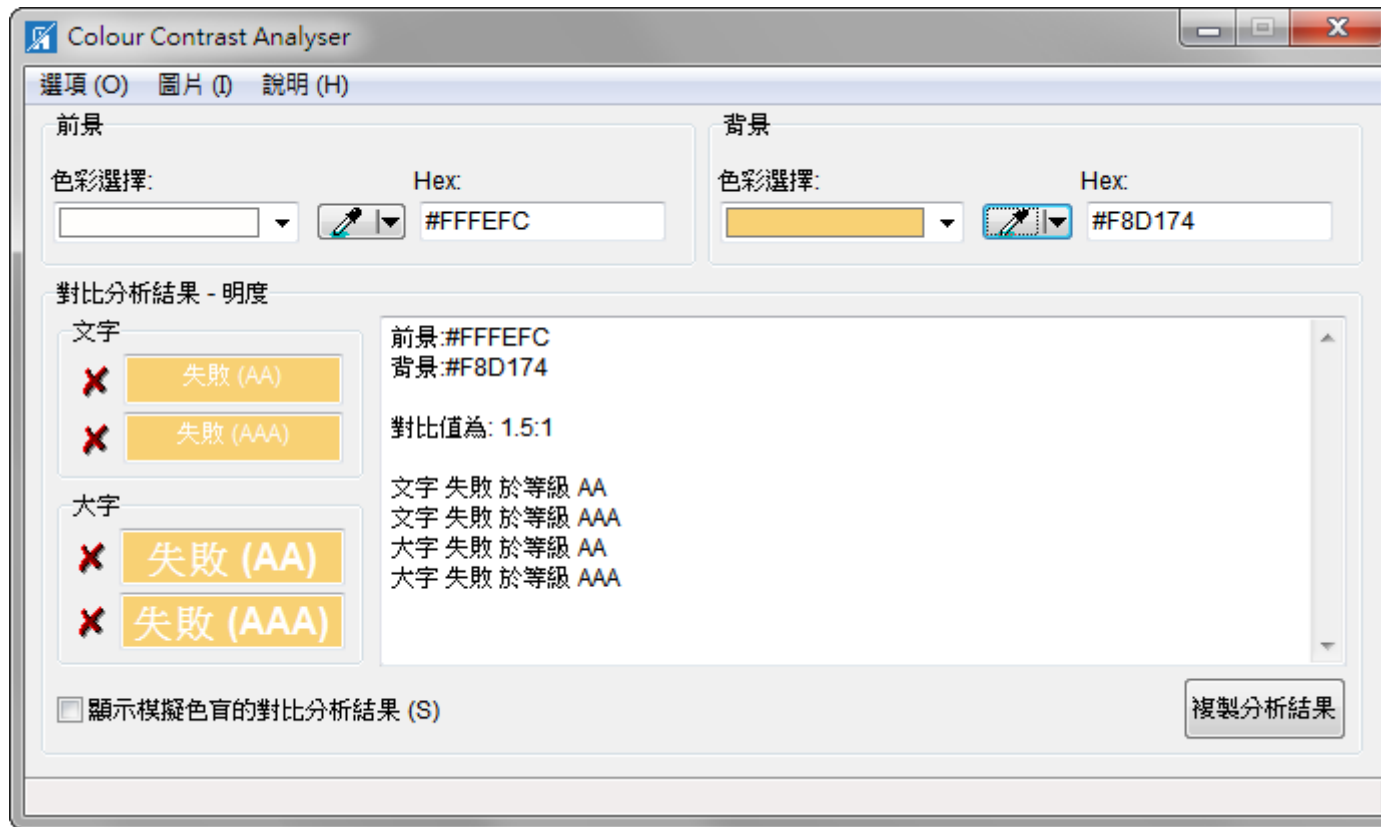 Colour Contrast Analyser
選項 (O) 圖片 (I) 說明 (H)
前景
色彩選擇:
Hex:
#FFFEFC
背景
色彩選擇:
Hex:
#F8D174
對比分析結果 - 明度
文字
失敗 (AA)
失敗 (AAA)
大字
失敗 (AA)
失敗 (AAA)
前景:#FFFEFC
背景:#F8D174
對比值為: 1.5:1
文字 失敗 於等級 AA
文字 失敗 於等級 AAA
大字 失敗 於等級 AA
大字 失敗 於等級 AAA
顯示模擬色盲的對比分析結果 (S)
複製分析結果